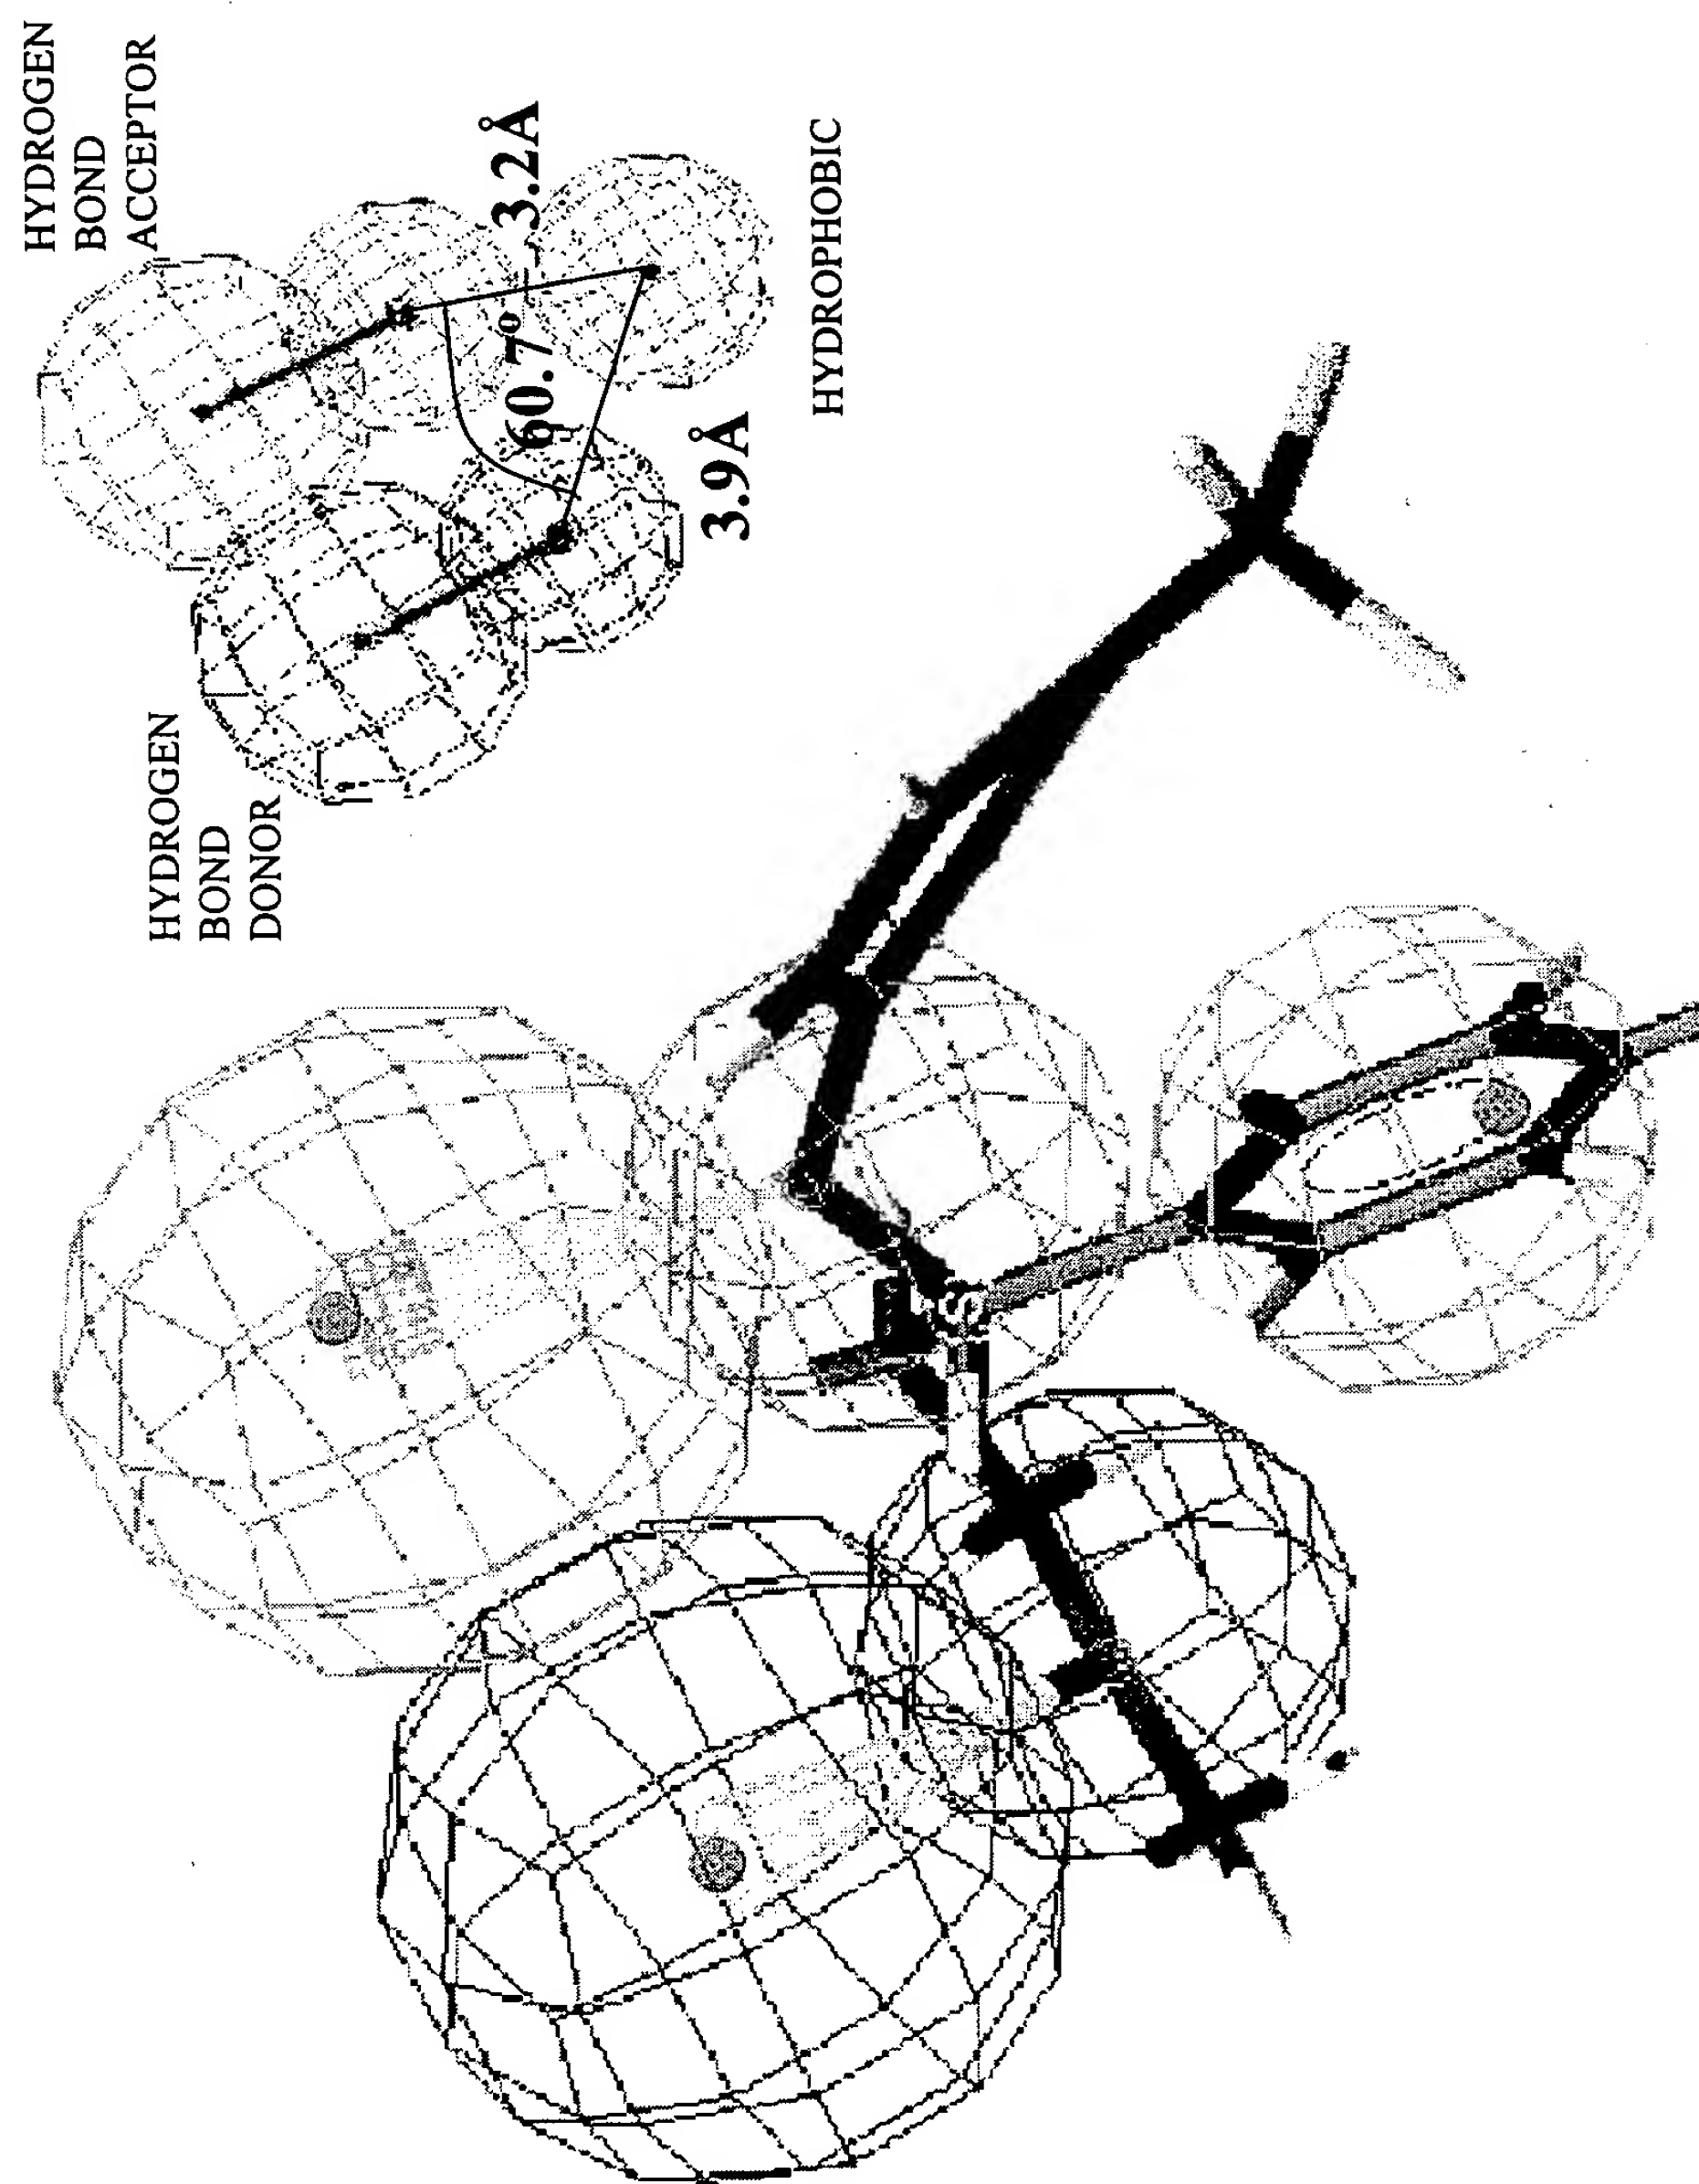 HYDROGEN
BOND
ACCEPTOR
HYDROGEN
BOND
DONOR
60.7°
3.2Å
3.9Å
HYDROPHOBIC
S